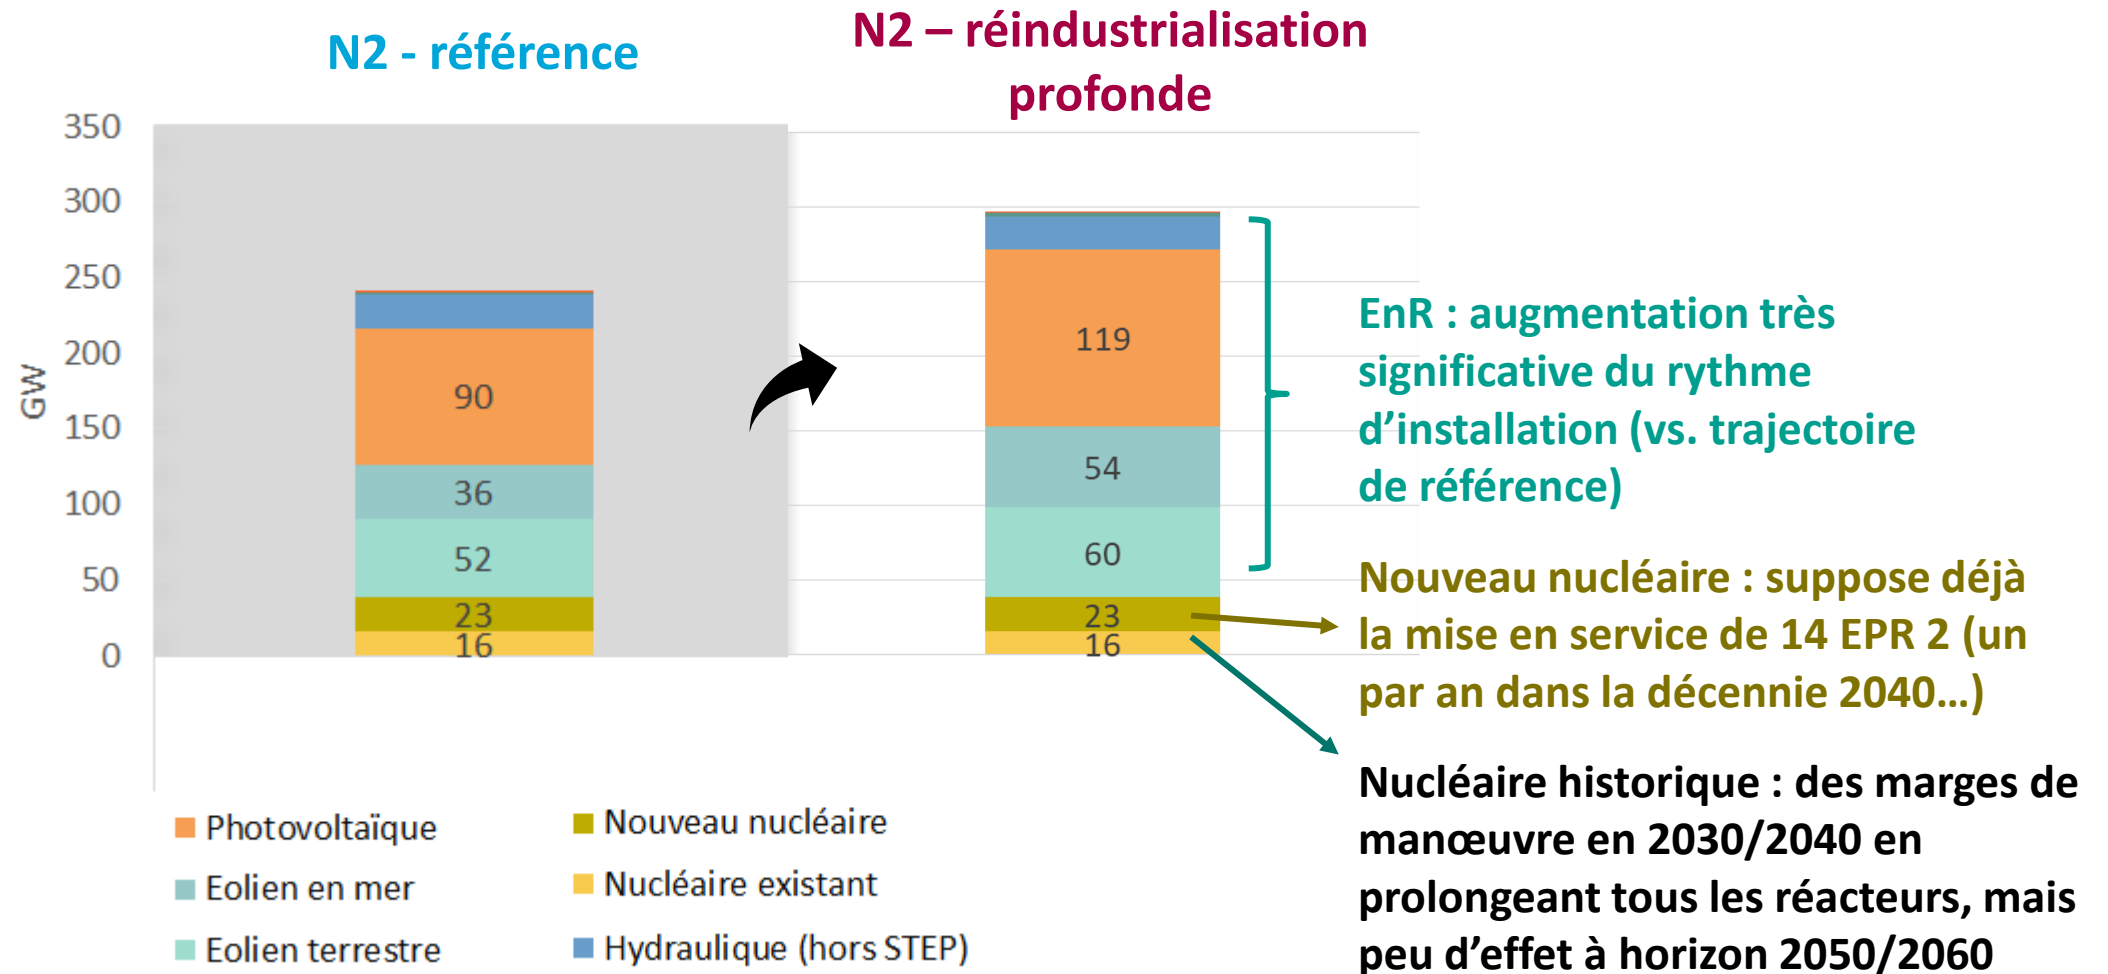 N2 - référence
N2 – réindustrialisation
profonde
350
300
250
200
150
100
50
0
GW
90
36
52
23
16
119
54
60
23
16
EnR : augmentation très
significative du rythme
d’installation (vs. trajectoire
de référence)
Nouveau nucléaire : suppose déjà
la mise en service de 14 EPR 2 (un
par an dans la décennie 2040…)
Nucléaire historique : des marges de
manœuvre en 2030/2040 en
prolongeant tous les réacteurs, mais
peu d’effet à horizon 2050/2060
Photovoltaïque
Eolien en mer
Eolien terrestre
Nouveau nucléaire
Nucléaire existant
Hydraulique (hors STEP)